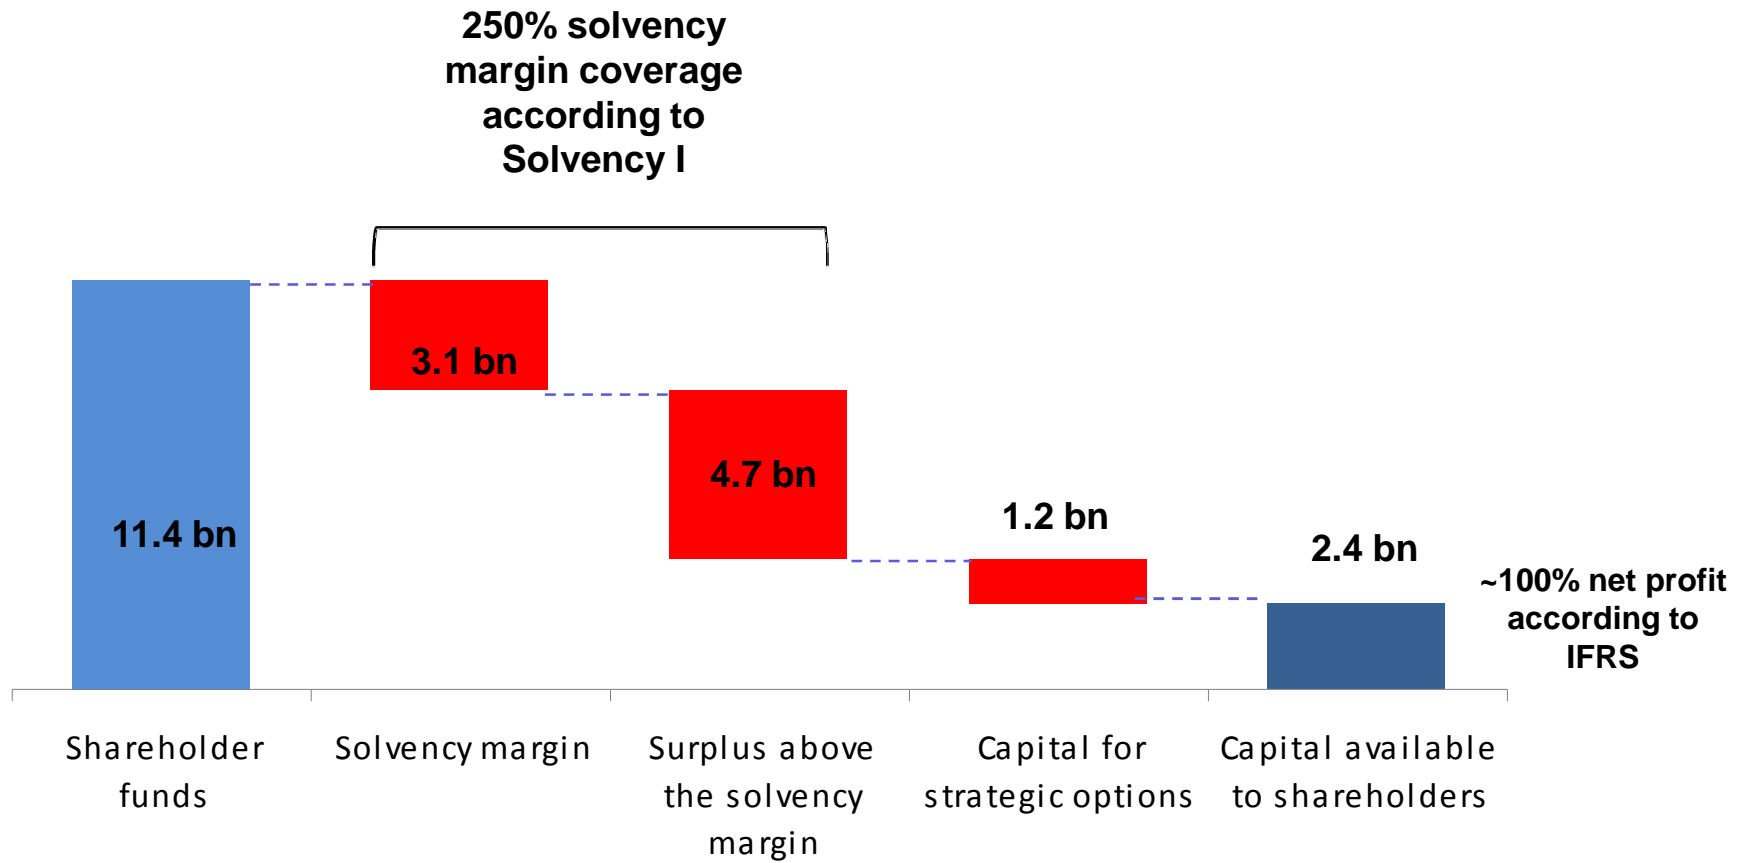 250% solvency
margin coverage
according to
Solvency I
3.1 bn
4.7 bn
11.4 bn
1.2 bn
2.4 bn
~100% net profit
according to
IFRS
Shareholder
funds
Solvency margin
Surplus above
the solvency
margin
Capital for
strategic options
Capital available
to shareholders